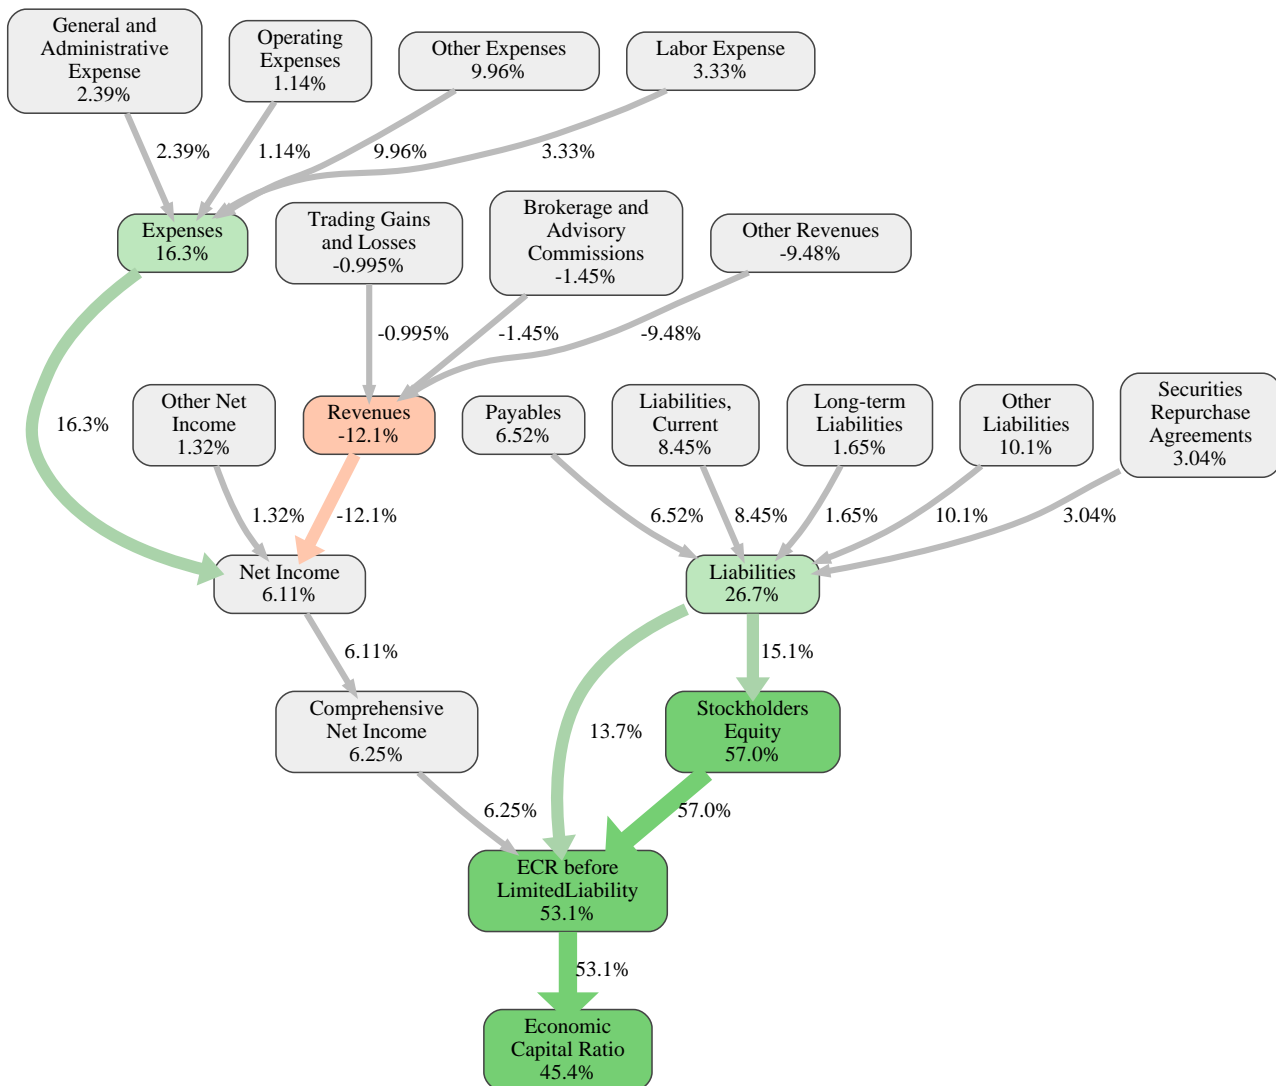 General and
Administrative
Expense
2.39%
Operating
Expenses
1.14%
Other Expenses
9.96%
Labor Expense
3.33%
2.39%
1.14%
9.96%
3.33%
Expenses
16.3%
Trading Gains
and Losses
-0.995%
Brokerage and
Advisory
Commissions
-1.45%
Other Revenues
-9.48%
-0.995%
-1.45%
-9.48%
16.3%
Other Net
Income
1.32%
Revenues
-12.1%
Payables
6.52%
Liabilities,
Current
8.45%
Long-term
Liabilities
1.65%
Other
Liabilities
10.1%
Securities
Repurchase
Agreements
3.04%
1.32%
-12.1%
6.52%
8.45%
1.65%
10.1%
3.04%
Net Income
6.11%
Liabilities
26.7%
6.11%
15.1%
Comprehensive
Net Income
6.25%
13.7%
Stockholders
Equity
57.0%
6.25%
57.0%
ECR before
LimitedLiability
53.1%
53.1%
Economic
Capital Ratio
45.4%